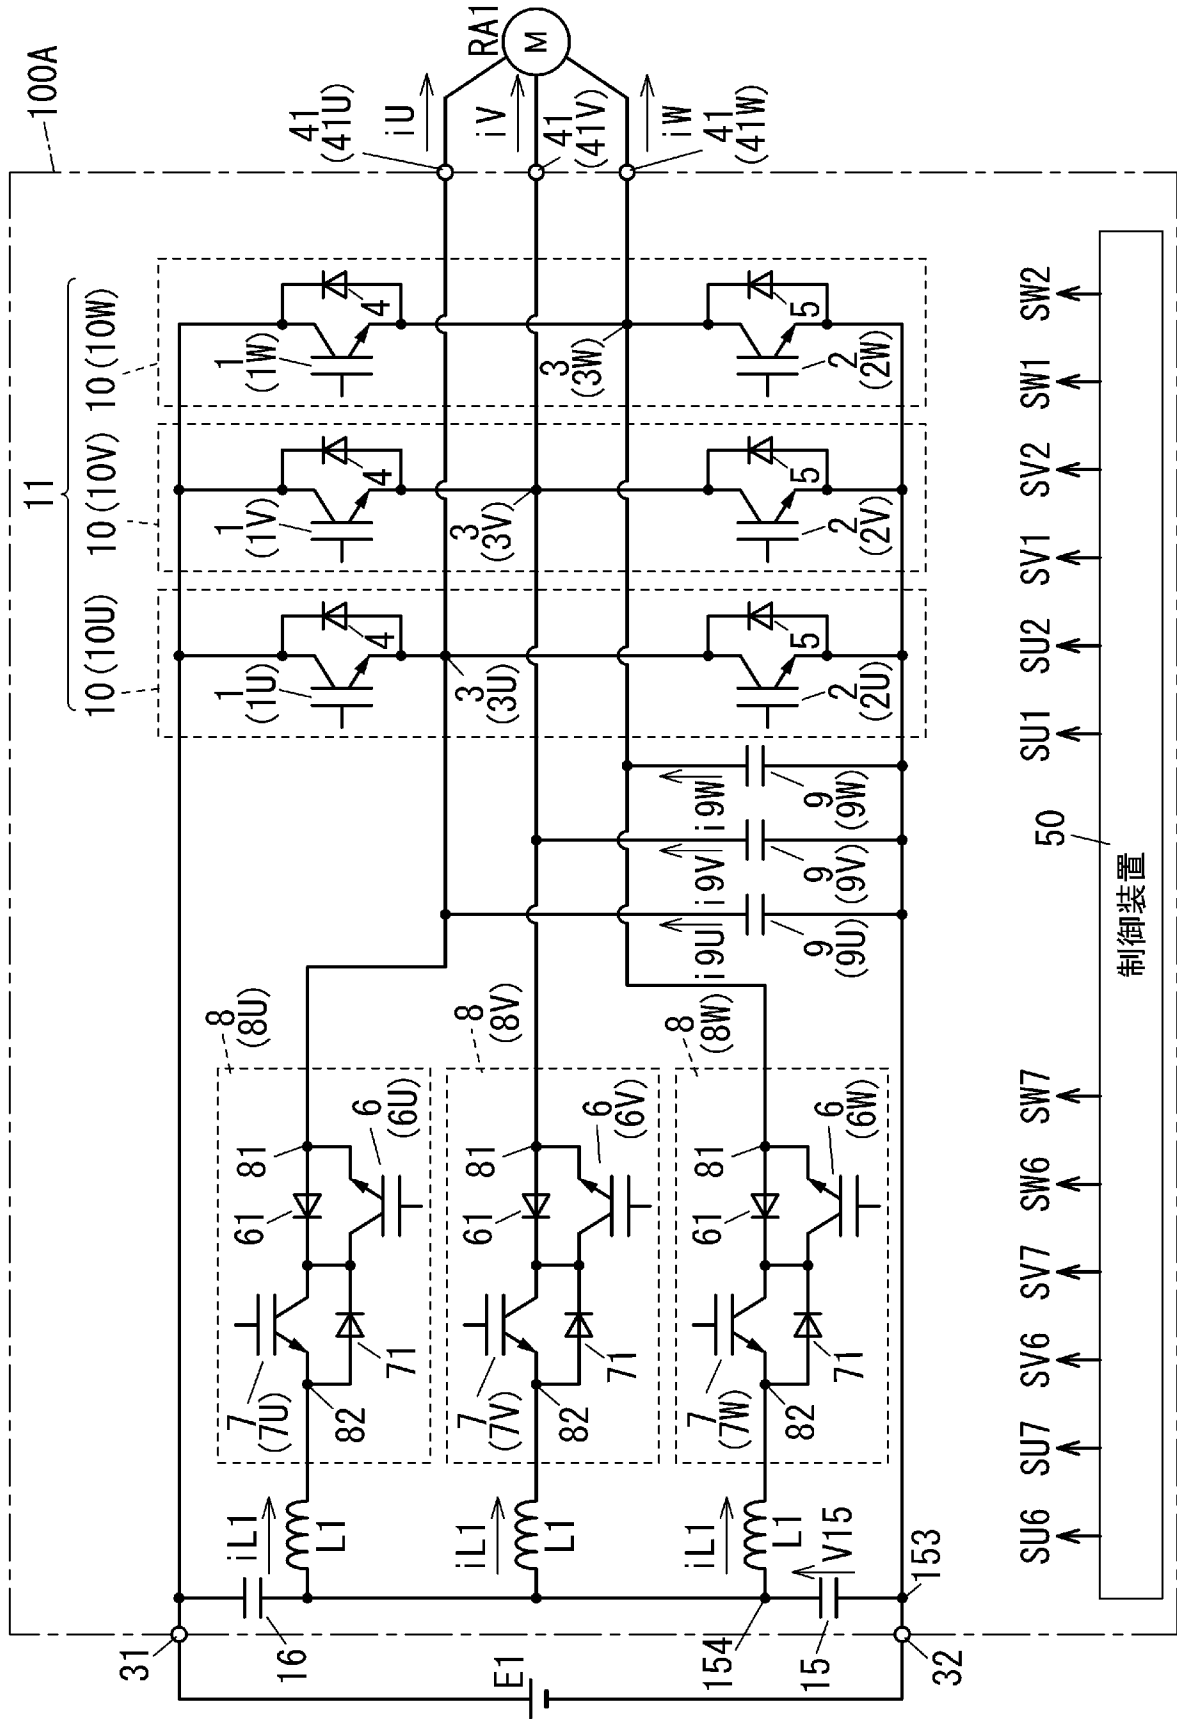 100A
11
10(10U)
10(10V)
10(10W)
31
16
iL1
L1
7
(7U)
82
71
61
81
6
(6U)
8
(8U)
1
(1U)
4
1
(1V)
4
1
(1W)
4
41
(41U)
iU
RA1
M
E1
iL1
L1
7
(7V)
82
71
61
81
6
(6V)
8
(8V)
3
(3U)
3
(3V)
3
(3W)
iV
41
(41V)
iW
41
(41W)
154
iL1
L1
V15
15
153
32
7
(7W)
82
71
61
81
6
(6W)
8
(8W)
i9U
i9V
i9W
9
(9U)
9
(9V)
9
(9W)
2
(2U)
5
2
(2V)
5
2
(2W)
5
SU6
SU7
SV6
SV7
SW6
SW7
50
SU1
SU2
SV1
SV2
SW1
SW2
制御装置